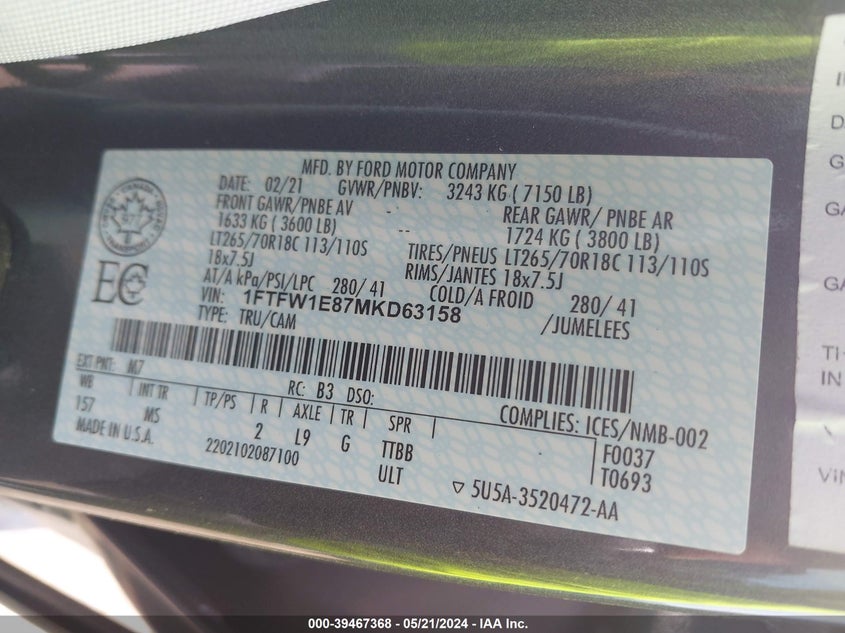 MFD. BY FORD MOTOR COMPANY
DATE: 02/21 GVWR/PNBV: 3243 KG ( 7150 LB)
FRONT GAWR/PNBE AV -- REAR GAWR/ PNBE AR
1633 KG ( 3600 LB) -- 1724 KG ( 3800 LB)
LT265/70R18C 113/110S TIRES/PNEUS LT265/70R18C 113/110S
18x7.5J RIMS/JANTES 18x7.5J
AT/A kPa/PSI/LPC 280/ 41 COLD/A FROID 280/ 41
VIN: 1FTFW1E87MKD63158 /JUMELEES
TYPE: TRU/CAM
EXT PNT: M7 RC: B3 DSO:
WB INT TR TP/PS R AXLE TR SPR COMPLIES: ICES/NMB-002
157 MS 2 L9 G TTBB F0037
MADE IN U.S.A. 2202102087100 ULT T0693
5U5A-3520472-AA
EC
GA
GA
IN
VIN
000-39467368 - 05/21/2024 - IAA Inc.